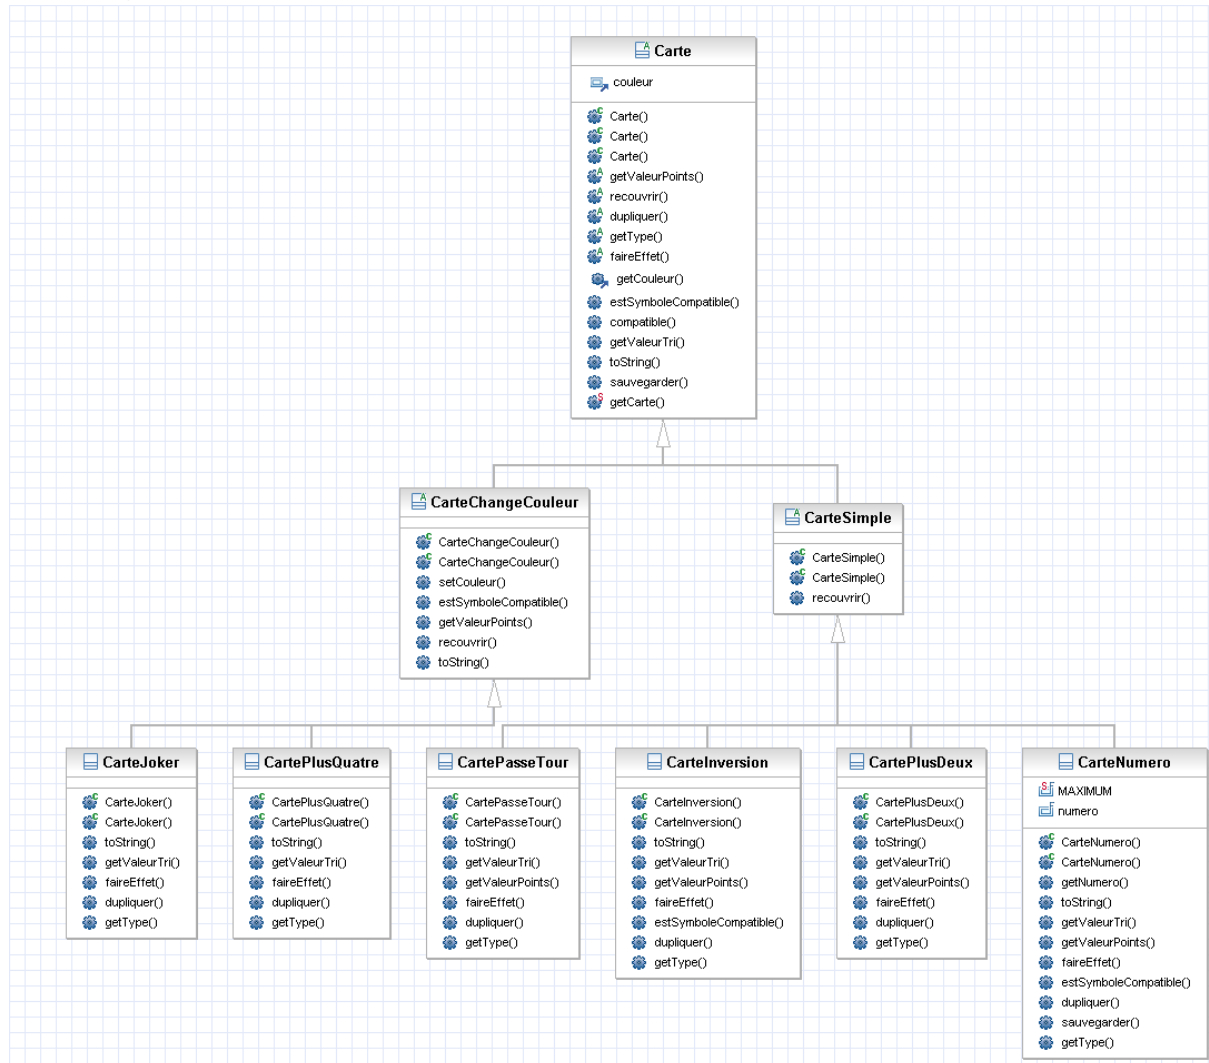 Carte
couleur
Carte()
Carte()
Carte()
getValeurPoints()
recouvrir()
dupliquer()
getType()
faireEffet()
getCouleur()
estSymboleCompatible()
compatible()
getValeurTri()
toString()
sauvegarder()
getCarte()
CarteChangeCouleur
CarteChangeCouleur()
CarteChangeCouleur()
setCouleur()
estSymboleCompatible()
getValeurPoints()
recouvrir()
toString()
CarteSimple
CarteSimple()
CarteSimple()
recouvrir()
CarteJoker
CarteJoker()
CarteJoker()
toString()
getValeurTri()
faireEffet()
dupliquer()
getType()
CartePlusQuatre
CartePlusQuatre()
CartePlusQuatre()
toString()
getValeurTri()
faireEffet()
dupliquer()
getType()
CartePasseTour
CartePasseTour()
CartePasseTour()
toString()
getValeurTri()
getValeurPoints()
faireEffet()
dupliquer()
getType()
CarteInversion
CarteInversion()
CarteInversion()
toString()
getValeurTri()
getValeurPoints()
faireEffet()
estSymboleCompatible()
dupliquer()
getType()
CartePlusDeux
CartePlusDeux()
CartePlusDeux()
toString()
getValeurTri()
getValeurPoints()
faireEffet()
dupliquer()
getType()
CarteNumero
MAXIMUM
numero
CarteNumero()
CarteNumero()
getNumero()
toString()
getValeurTri()
getValeurPoints()
faireEffet()
estSymboleCompatible()
dupliquer()
sauvegarder()
getType()